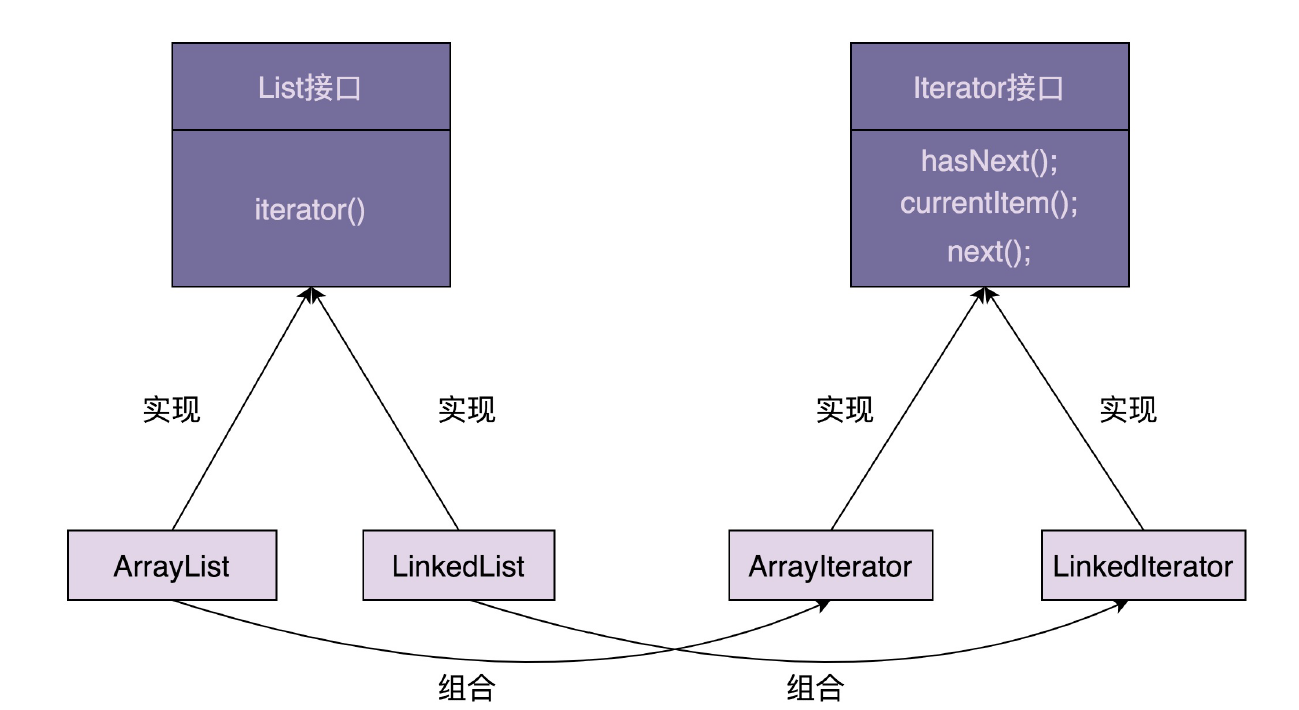 List接口
iterator()
Iterator接口
hasNext();
currentItem();
next();
实现
实现
实现
实现
ArrayList
LinkedList
ArrayIterator
LinkedIterator
组合
组合